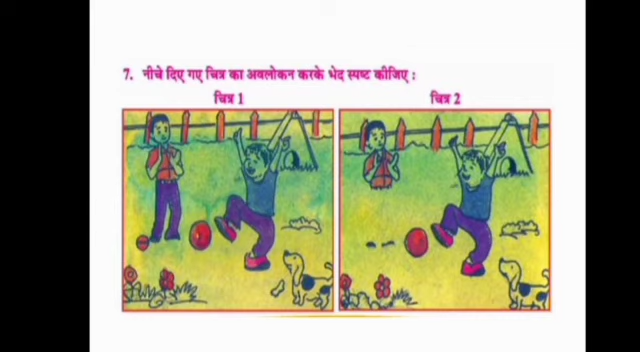 7. नीचे दिए गए चित्र का अवलोकन करके भेद स्पष्ट कीजिए :
चित्र 1
चित्र 2